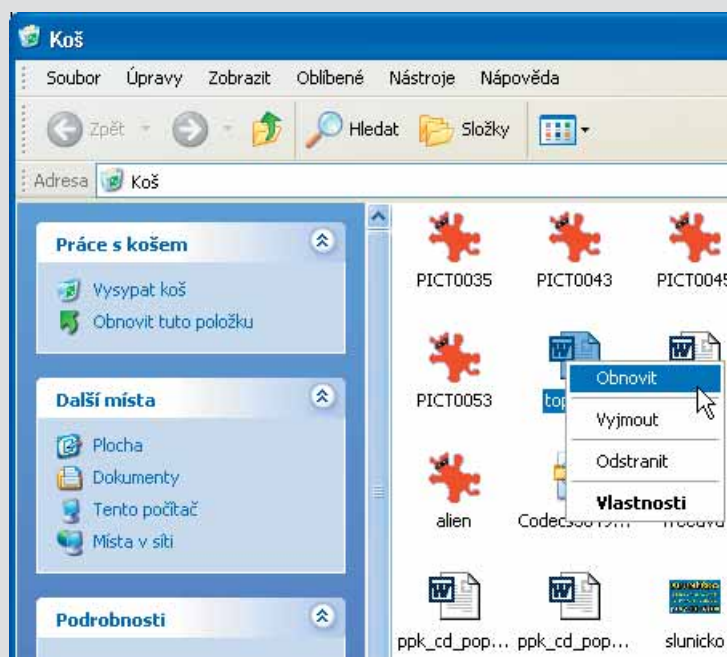 Koš
Soubor Úpravy Zobrazit Oblíbené Nástroje Nápověda
Zpět Hledat Složky
Adresa Koš
Práce s košem
Vysypat koš
Obnovit tuto položku
Další místa
Plocha
Dokumenty
Tento počítač
Místa v síti
Podrobnosti
PICT0035 PICT0043 PICT0045
PICT0053
Obnovit
Vyjmout
Odstranit
Vlastnosti
alien
ppk_cd_pop... ppk_cd_pop... slunicko